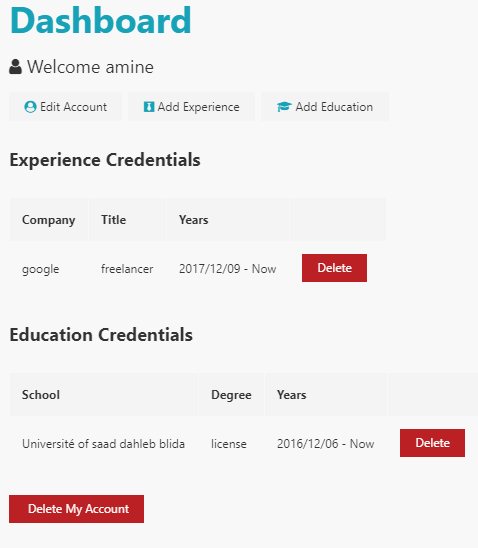 Dashboard
Welcome amine
Edit Account Add Experience Add Education
Experience Credentials
Company Title Years
google freelancer 2017/12/09 - Now Delete
Education Credentials
School Degree Years
Université of saad dahleb blida license 2016/12/06 - Now Delete
Delete My Account